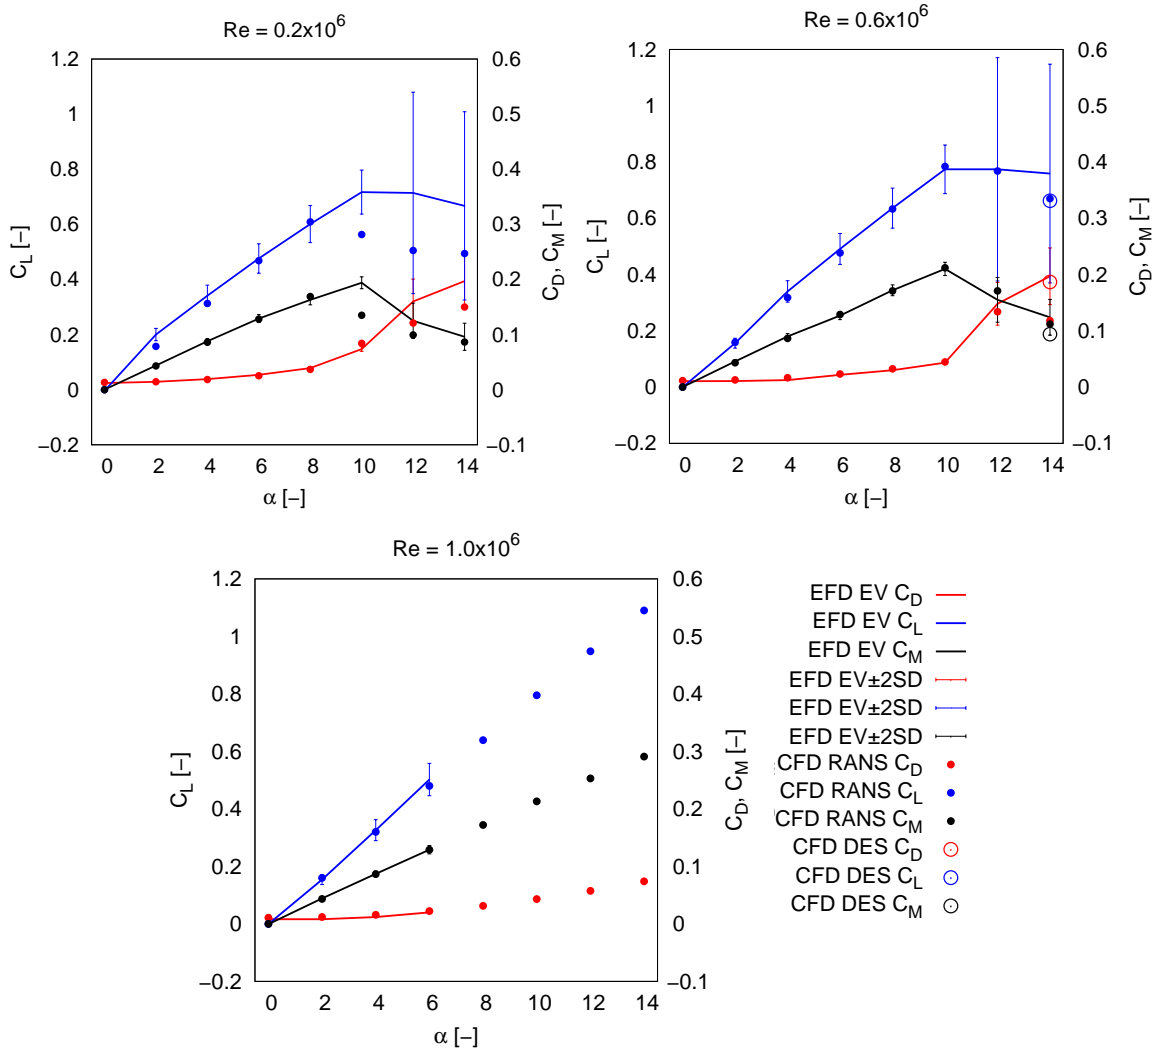 Re = 0.2x10⁶
1.2
1
0.8
0.6
0.4
0.2
0
−0.2
C_L [−]
0.6
0.5
0.4
0.3
0.2
0.1
0
−0.1
C_D, C_M [−]
0 2 4 6 8 10 12 14
α [−]
Re = 0.6x10⁶
1.2
1
0.8
0.6
0.4
0.2
0
−0.2
C_L [−]
0.6
0.5
0.4
0.3
0.2
0.1
0
−0.1
C_D, C_M [−]
0 2 4 6 8 10 12 14
α [−]
Re = 1.0x10⁶
1.2
1
0.8
0.6
0.4
0.2
0
−0.2
C_L [−]
0.6
0.5
0.4
0.3
0.2
0.1
0
−0.1
C_D, C_M [−]
0 2 4 6 8 10 12 14
α [−]
EFD EV C_D
EFD EV C_L
EFD EV C_M
EFD EV±2SD
EFD EV±2SD
EFD EV±2SD
CFD RANS C_D
CFD RANS C_L
CFD RANS C_M
CFD DES C_D
CFD DES C_L
CFD DES C_M